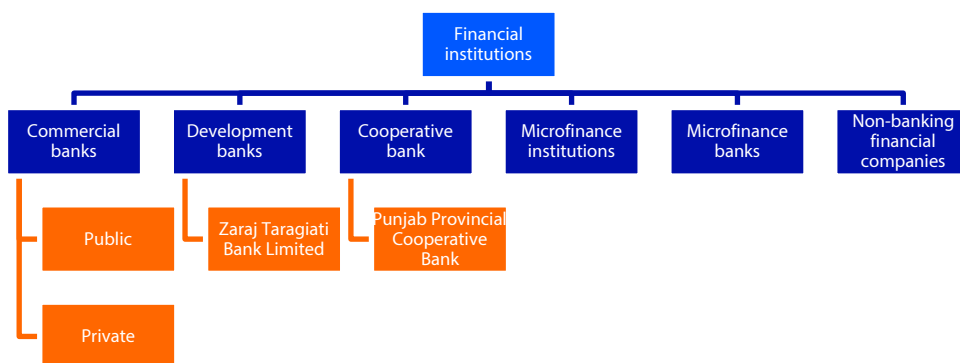 Financial
institutions
Commercial
banks
Development
banks
Cooperative
bank
Microfinance
institutions
Microfinance
banks
Non-banking
financial
companies
Public
Zaraj Taragiati
Bank Limited
Punjab Provincial
Cooperative
Bank
Private